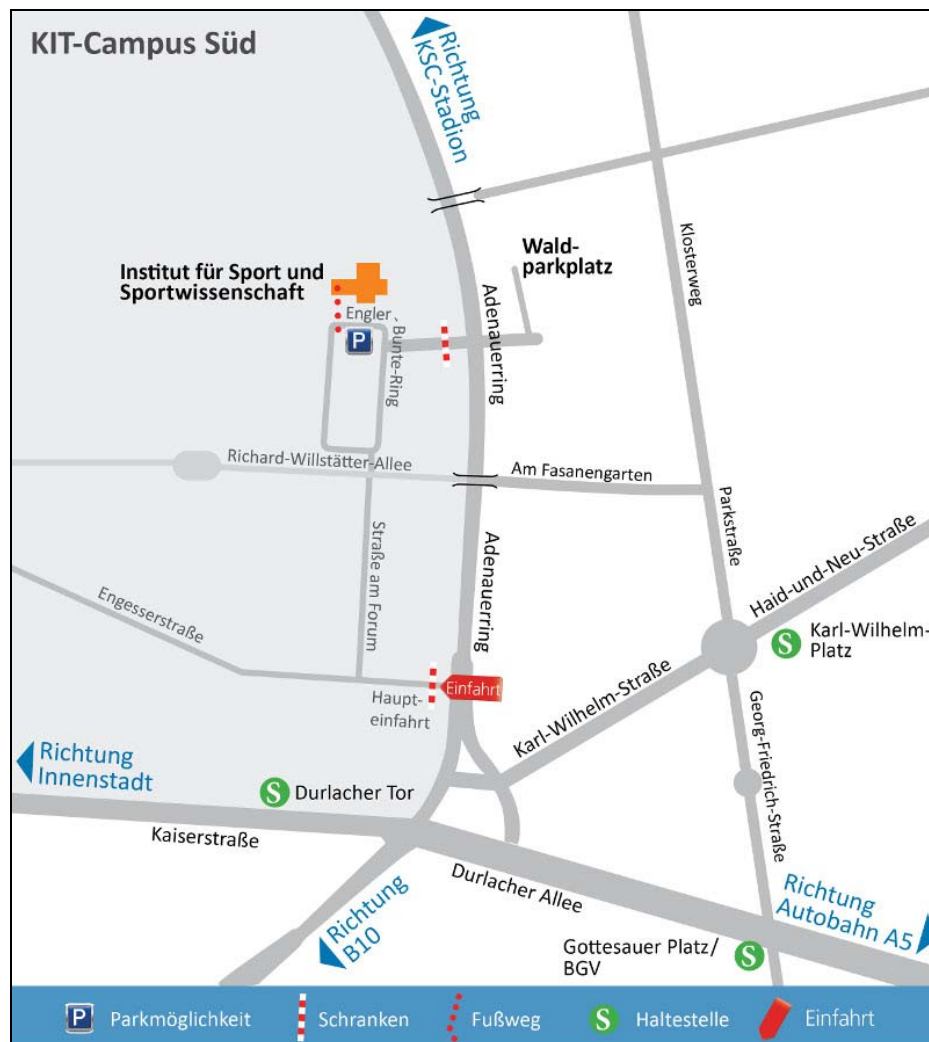 KIT-Campus Süd
Richtung
KSC-Stadion
Wald-
parkplatz
Klosterweg
Institut für Sport und
Sportwissenschaft
Engler-
Bunte-Ring
P
Adenauerring
Richard-Willstätter-Allee
Am Fasanengarten
Parkstraße
Straße am Forum
Adenauerring
Haid-und-Neu-Straße
Engesserstraße
S Karl-Wilhelm-
Platz
Einfahrt
Haupt-
einfahrt
Karl-Wilhelm-Straße
Georg-Friedrich-Straße
Richtung
Innenstadt
S Durlacher Tor
Kaiserstraße
Durlacher Allee
Richtung
B10
Richtung
Autobahn A5
Gottesauer Platz/
BGV
S
P Parkmöglichkeit
Schranken
Fußweg
S Haltestelle
Einfahrt